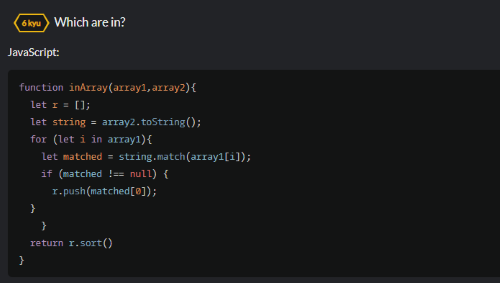 6 kyu Which are in?
JavaScript:
function inArray(array1,array2){
  let r = [];
  let string = array2.toString();
  for (let i in array1){
    let matched = string.match(array1[i]);
    if (matched !== null) {
      r.push(matched[0]);
  }
    }
  return r.sort()
}